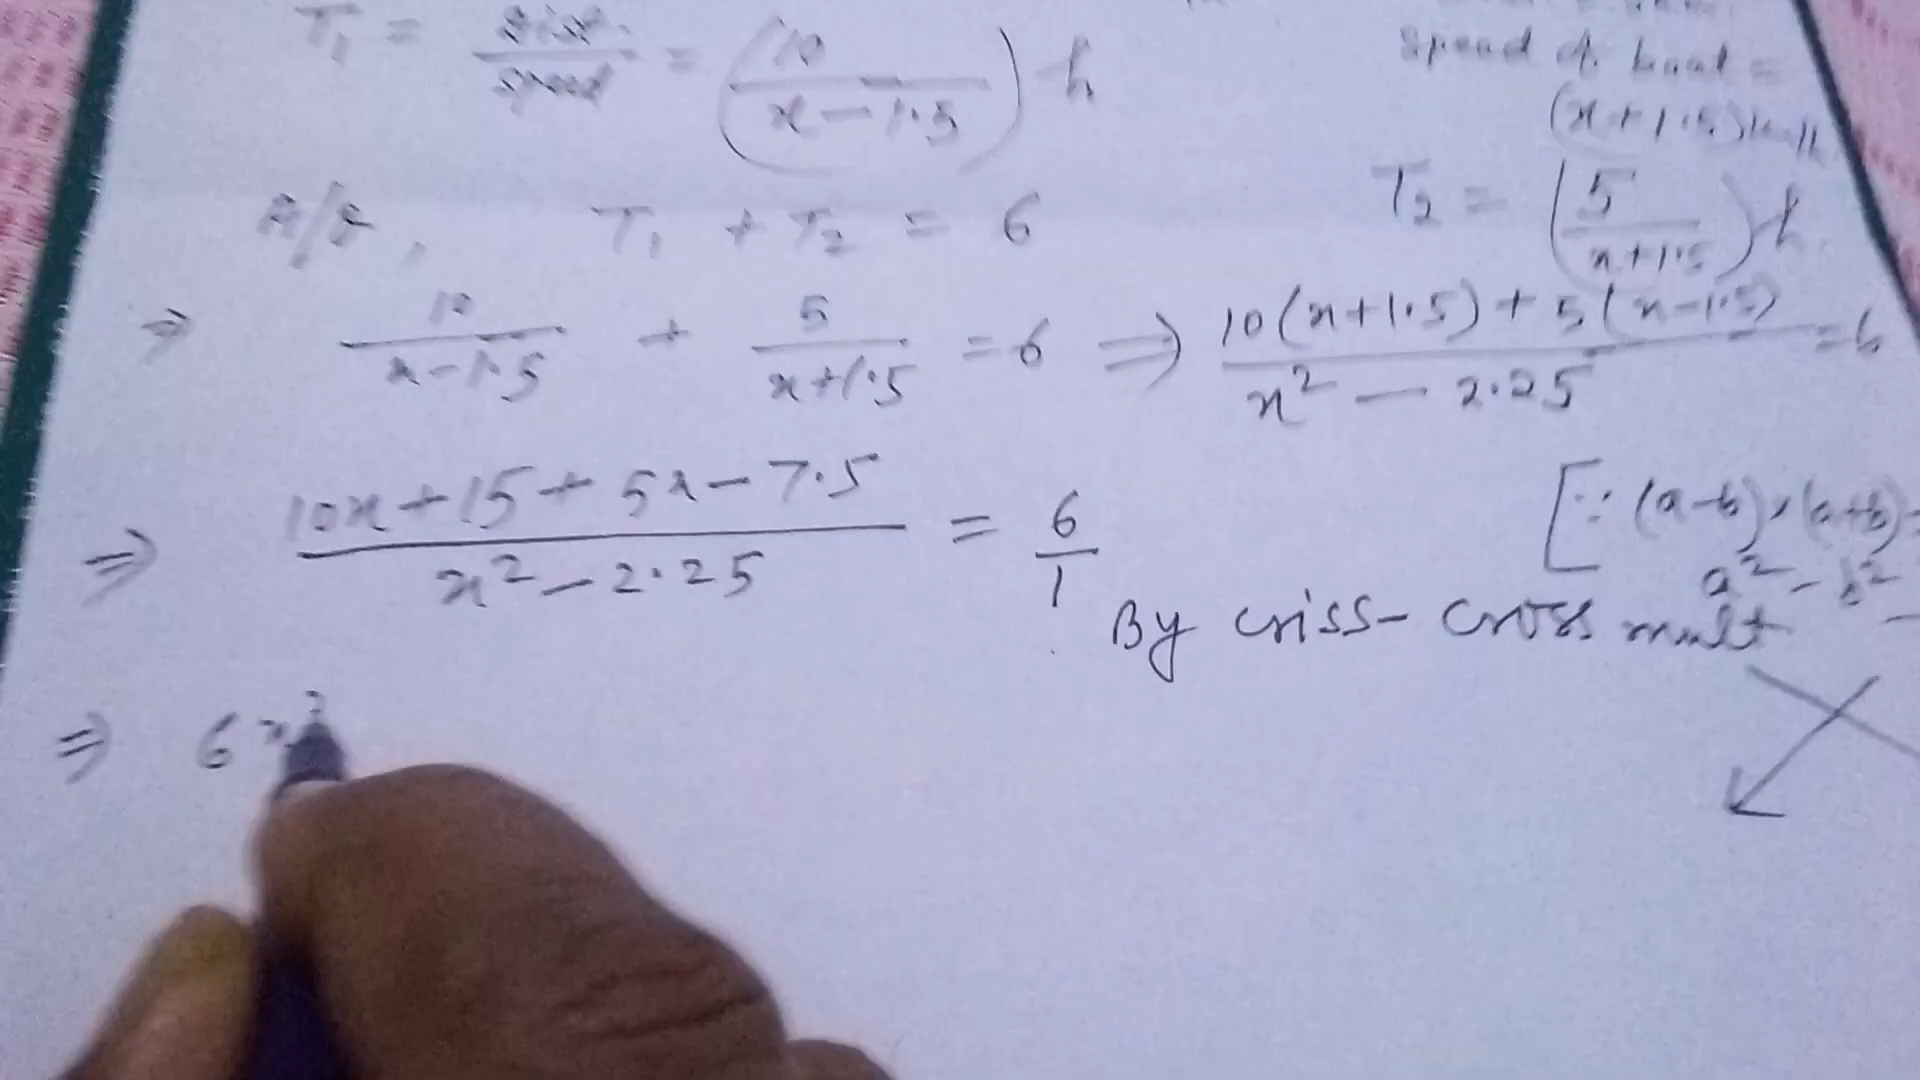 T₁ = dist./speed = (10/(x-1.5)) h
speed of boat =
(x+1.5) km/h
A/Q, T₁ + T₂ = 6
T₂ = (5/(x+1.5)) h.
⇒ 10/(x-1.5) + 5/(x+1.5) = 6 ⇒ (10(x+1.5)+5(x-1.5))/(x²-2.25) = 6
⇒ (10x+15+5x-7.5)/(x²-2.25) = 6/1
[∵ (a-b)×(a+b)=
a²-b²
By criss-cross mult
⇒ 6x²